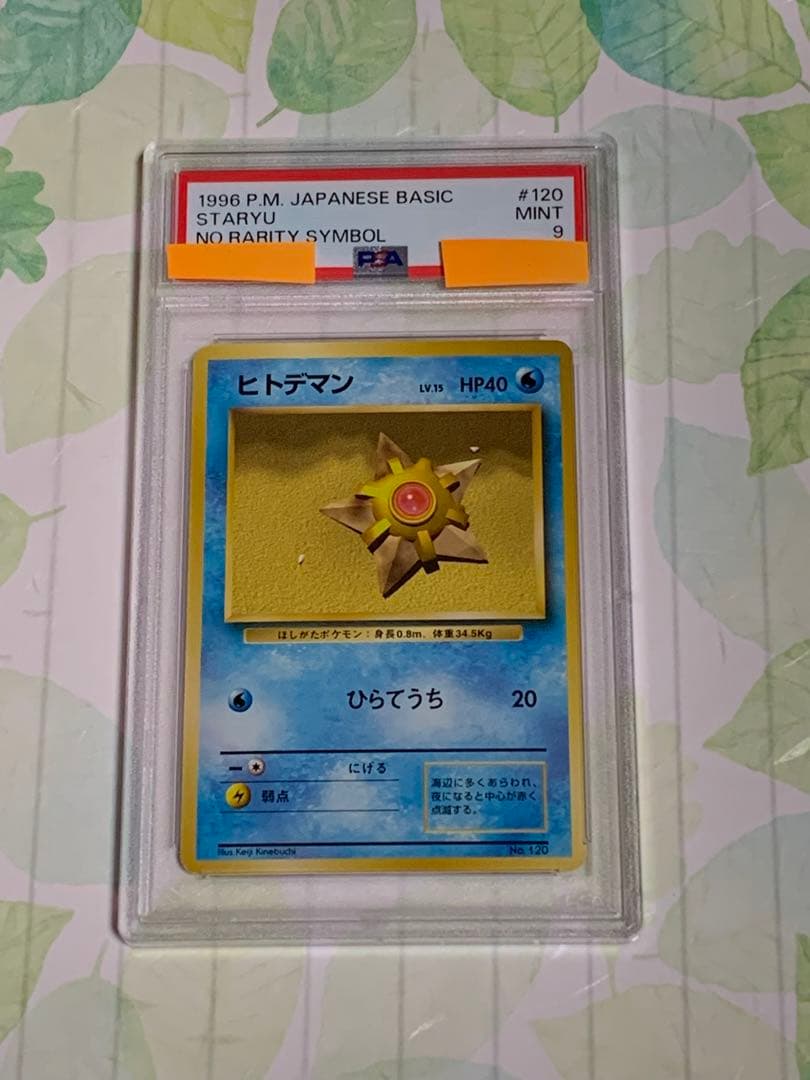 1996 P.M. JAPANESE BASIC #120
STARYU MINT
NO RARITY SYMBOL 9
PSA
ヒトデマン LV.15 HP40
ほしがたポケモン：身長0.8m、体重34.5Kg
ひらてうち 20
にげる
弱点
海辺に多くあらわれ、
夜になると中心が赤く
点滅する。
Illus. Keiji Kinebuchi No. 120